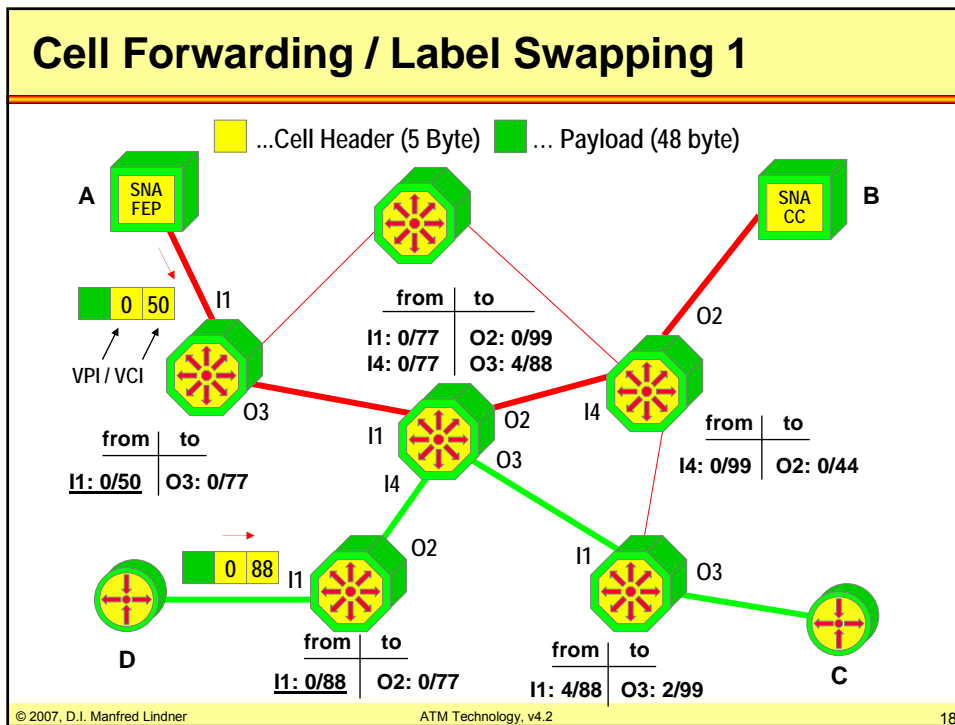 Cell Forwarding / Label Swapping 1
...Cell Header (5 Byte) ... Payload (48 byte)
A
SNA
FEP
SNA
CC
B
0 50
I1
VPI / VCI
from to
I1: 0/77 O2: 0/99
I4: 0/77 O3: 4/88
O2
O3
I1
O2
I4
O3
from to
I1: 0/50 O3: 0/77
I4
from to
I4: 0/99 O2: 0/44
0 88
I1
O2
I1
O3
D
from to
I1: 0/88 O2: 0/77
from to
I1: 4/88 O3: 2/99
C
© 2007, D.I. Manfred Lindner ATM Technology, v4.2 18